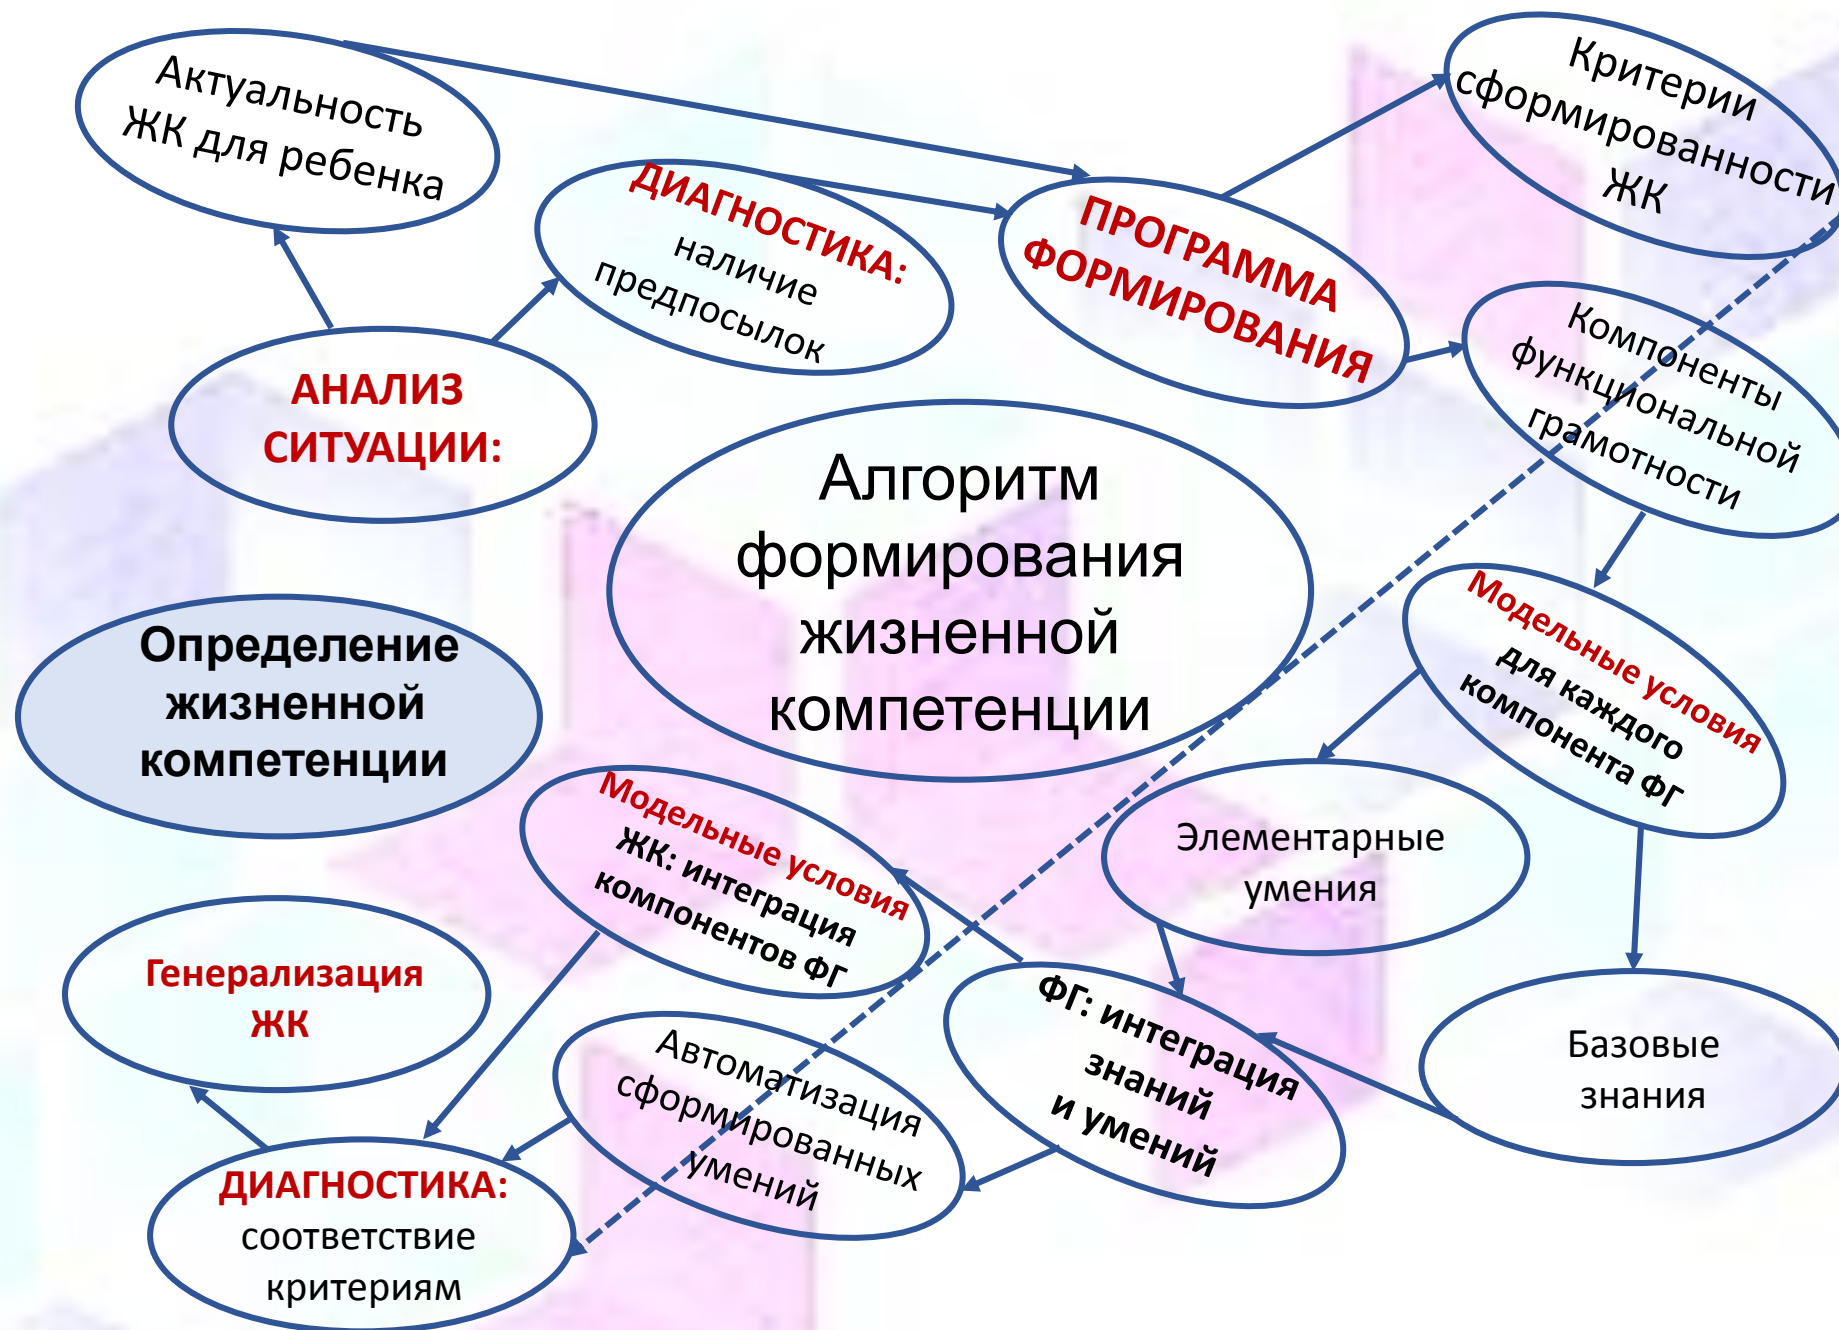 Актуальность
ЖК для ребенка
ДИАГНОСТИКА:
наличие
предпосылок
ПРОГРАММА
ФОРМИРОВАНИЯ
Критерии
сформированности
ЖК
Компоненты
функциональной
грамотности
АНАЛИЗ
СИТУАЦИИ:
Алгоритм
формирования
жизненной
компетенции
Определение
жизненной
компетенции
Модельные условия
для каждого
компонента ФГ
Элементарные
умения
Базовые
знания
Модельные условия
ЖК: интеграция
компонентов ФГ
ФГ: интеграция
знаний
и умений
Генерализация
ЖК
Автоматизация
сформированных
умений
ДИАГНОСТИКА:
соответствие
критериям